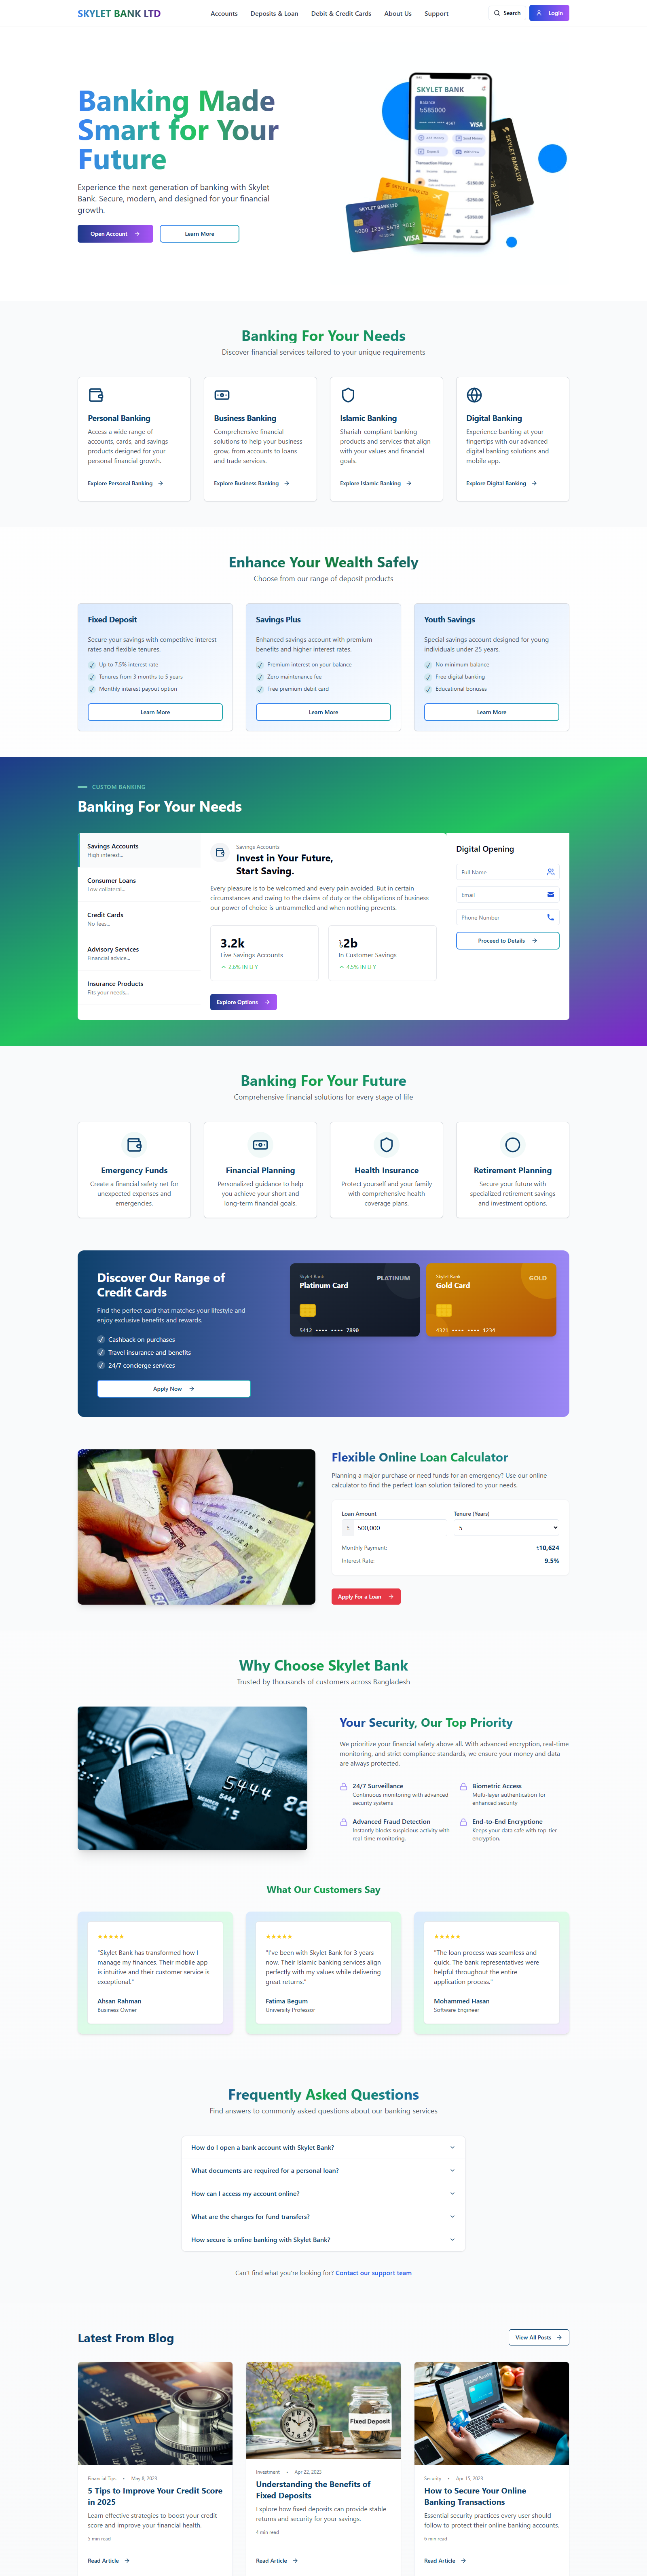 SKYLET BANK LTD
Accounts
Deposits & Loan
Debit & Credit Cards
About Us
Support
Search
Login
Banking Made
Smart for Your
Future
Experience the next generation of banking with Skylet
Bank. Secure, modern, and designed for your financial
growth.
Open Account
Learn More
SKYLET BANK
Balance
৳585000
VISA
Add Money
Transaction History
SKYLET BANK LTD
SKYLET BANK LTD
SKYLET BANK LTD
4000 1234 5678 9012
VISA
VISA
Banking For Your Needs
Discover financial services tailored to your unique requirements
Personal Banking
Access a wide range of
accounts, cards, and savings
products designed for your
personal financial growth.
Explore Personal Banking
Business Banking
Comprehensive financial
solutions to help your business
grow, from accounts to loans
and trade services.
Explore Business Banking
Islamic Banking
Shariah-compliant banking
products and services that align
with your values and financial
goals.
Explore Islamic Banking
Digital Banking
Experience banking at your
fingertips with our advanced
digital banking solutions and
mobile app.
Explore Digital Banking
Enhance Your Wealth Safely
Choose from our range of deposit products
Fixed Deposit
Secure your savings with competitive interest
rates and flexible tenures.
Up to 7.5% interest rate
Tenures from 3 months to 5 years
Monthly interest payout option
Learn More
Savings Plus
Enhanced savings account with premium
benefits and higher interest rates.
Premium interest on your balance
Zero maintenance fee
Free premium debit card
Learn More
Youth Savings
Special savings account designed for young
individuals under 25 years.
No minimum balance
Free digital banking
Educational bonuses
Learn More
CUSTOM BANKING
Banking For Your Needs
Savings Accounts
High interest...
Consumer Loans
Low collateral...
Credit Cards
No fees...
Advisory Services
Financial advice...
Insurance Products
Fits your needs...
Savings Accounts
Invest in Your Future,
Start Saving.
Every pleasure is to be welcomed and every pain avoided. But in certain
circumstances and owing to the claims of duty or the obligations of business
our power of choice is untrammelled and when nothing prevents.
3.2k
Live Savings Accounts
2.6% IN LFY
৳2b
In Customer Savings
4.5% IN LFY
Explore Options
Digital Opening
Full Name
Email
Phone Number
Proceed to Details
Banking For Your Future
Comprehensive financial solutions for every stage of life
Emergency Funds
Create a financial safety net for
unexpected expenses and
emergencies.
Financial Planning
Personalized guidance to help
you achieve your short and
long-term financial goals.
Health Insurance
Protect yourself and your family
with comprehensive health
coverage plans.
Retirement Planning
Secure your future with
specialized retirement savings
and investment options.
Discover Our Range of
Credit Cards
Find the perfect card that matches your lifestyle and
enjoy exclusive benefits and rewards.
Cashback on purchases
Travel insurance and benefits
24/7 concierge services
Apply Now
Skylet Bank
Platinum Card
PLATINUM
5412 •••• •••• 7890
Skylet Bank
Gold Card
GOLD
4321 •••• •••• 1234
Flexible Online Loan Calculator
Planning a major purchase or need funds for an emergency? Use our online
calculator to find the perfect loan solution tailored to your needs.
Loan Amount
৳ 500,000
Tenure (Years)
5
Monthly Payment:
৳10,624
Interest Rate:
9.5%
Apply For a Loan
Why Choose Skylet Bank
Trusted by thousands of customers across Bangladesh
5444
Your Security, Our Top Priority
We prioritize your financial safety above all. With advanced encryption, real-time
monitoring, and strict compliance standards, we ensure your money and data
are always protected.
24/7 Surveillance
Continuous monitoring with advanced
security systems
Biometric Access
Multi-layer authentication for
enhanced security
Advanced Fraud Detection
Instantly blocks suspicious activity with
real-time monitoring.
End-to-End Encryptione
Keeps your data safe with top-tier
encryption.
What Our Customers Say
★★★★★
"Skylet Bank has transformed how I
manage my finances. Their mobile app
is intuitive and their customer service is
exceptional."
Ahsan Rahman
Business Owner
★★★★★
"I've been with Skylet Bank for 3 years
now. Their Islamic banking services align
perfectly with my values while delivering
great returns."
Fatima Begum
University Professor
★★★★★
"The loan process was seamless and
quick. The bank representatives were
helpful throughout the entire
application process."
Mohammed Hasan
Software Engineer
Frequently Asked Questions
Find answers to commonly asked questions about our banking services
How do I open a bank account with Skylet Bank?
What documents are required for a personal loan?
How can I access my account online?
What are the charges for fund transfers?
How secure is online banking with Skylet Bank?
Can't find what you're looking for? Contact our support team
Latest From Blog
View All Posts
Financial Tips • May 8, 2023
5 Tips to Improve Your Credit Score
in 2025
Learn effective strategies to boost your credit
score and improve your financial health.
5 min read
Read Article
Fixed Deposit
Investment • Apr 22, 2023
Understanding the Benefits of
Fixed Deposits
Explore how fixed deposits can provide stable
returns and security for your savings.
4 min read
Read Article
Security • Apr 15, 2023
How to Secure Your Online
Banking Transactions
Essential security practices every user should
follow to protect their online banking accounts.
6 min read
Read Article